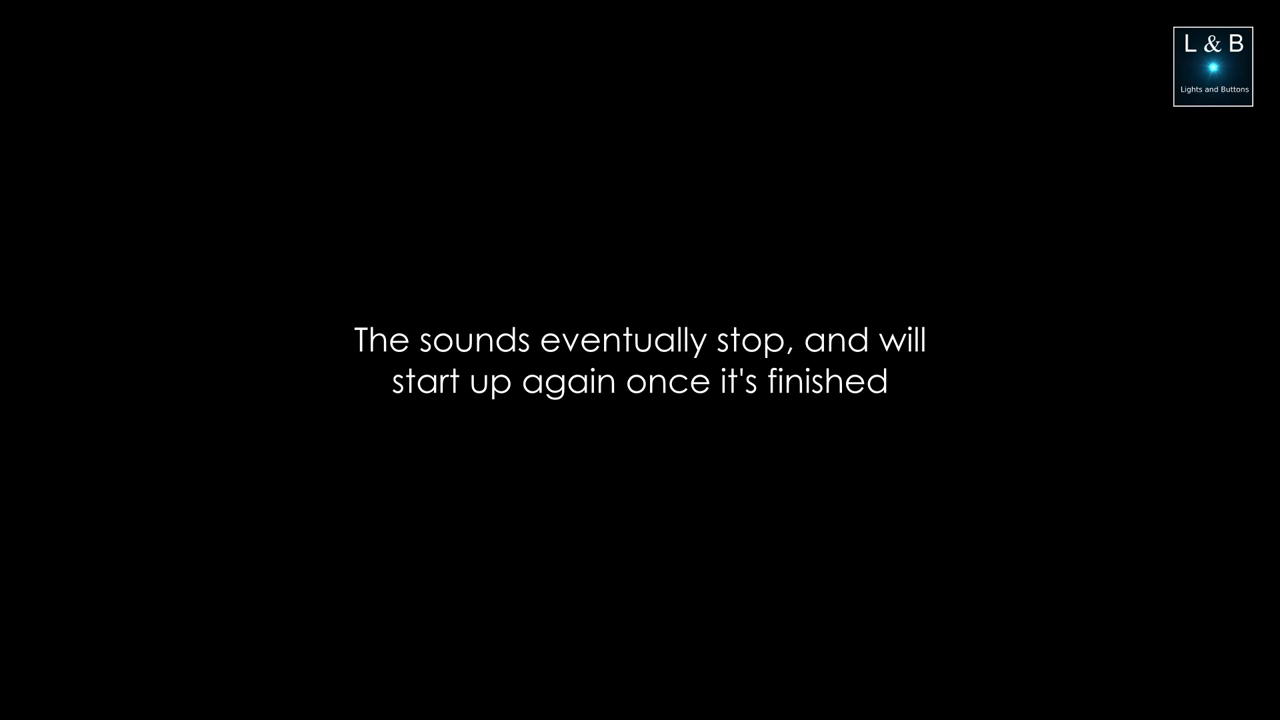 L & B
Lights and Buttons
The sounds eventually stop, and will
start up again once it's finished